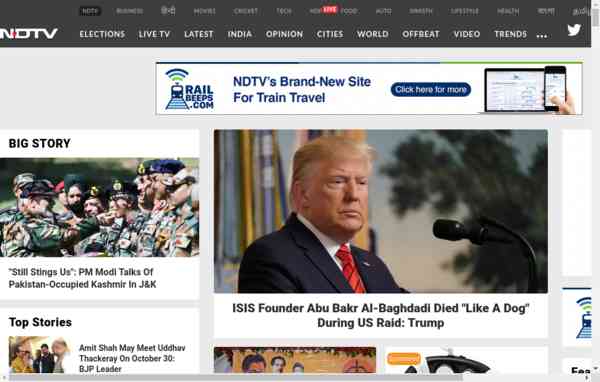 NDTV
BUSINESS
हिन्दी
MOVIES
CRICKET
TECH
LIVE
FOOD
AUTO
SWASTH
LIFESTYLE
HEALTH
বাংলা
NDTV
ELECTIONS
LIVE TV
LATEST
INDIA
OPINION
CITIES
WORLD
OFFBEAT
VIDEO
TRENDS
RAIL
BEEPS
.COM
NDTV's Brand-New Site
For Train Travel
Click here for more
BIG STORY
"Still Stings Us": PM Modi Talks Of
Pakistan-Occupied Kashmir In J&K
ISIS Founder Abu Bakr Al-Baghdadi Died "Like A Dog"
During US Raid: Trump
Top Stories
Amit Shah May Meet Uddhav
Thackeray On October 30:
BJP Leader
Sponsored